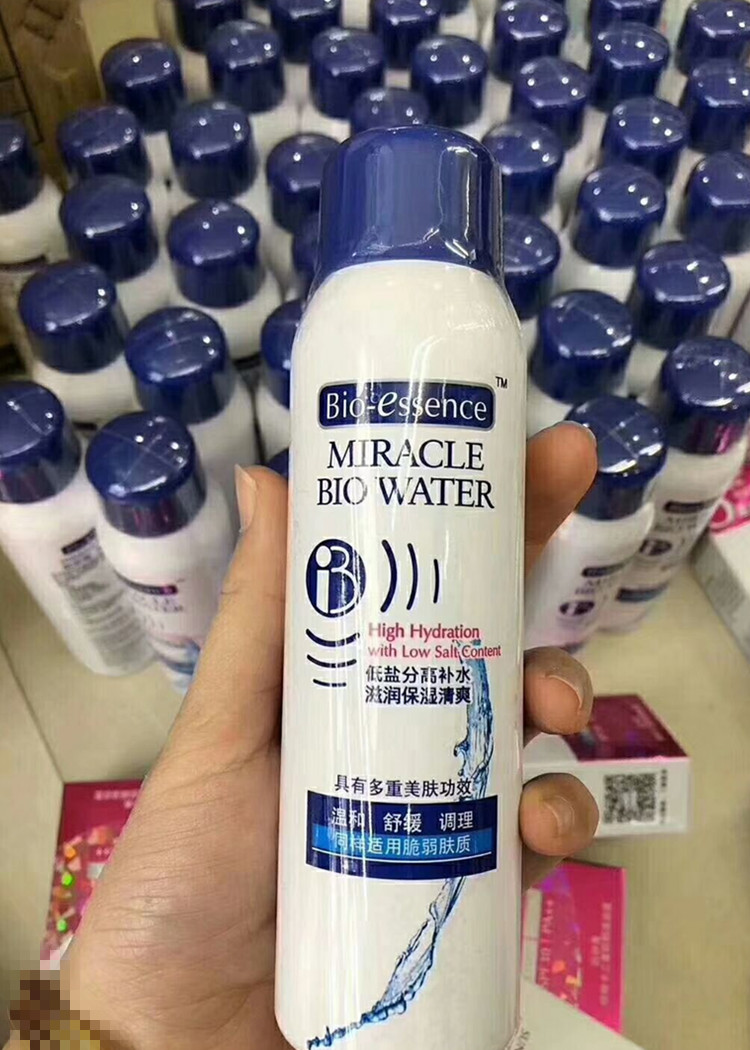 Bio-essence
TM
MIRACLE
BIO WATER
iB
High Hydration
with Low Salt Content
低盐分高补水
滋润保湿清爽
具有多重美肤功效
温和 舒缓 调理
同样适用脆弱肤质